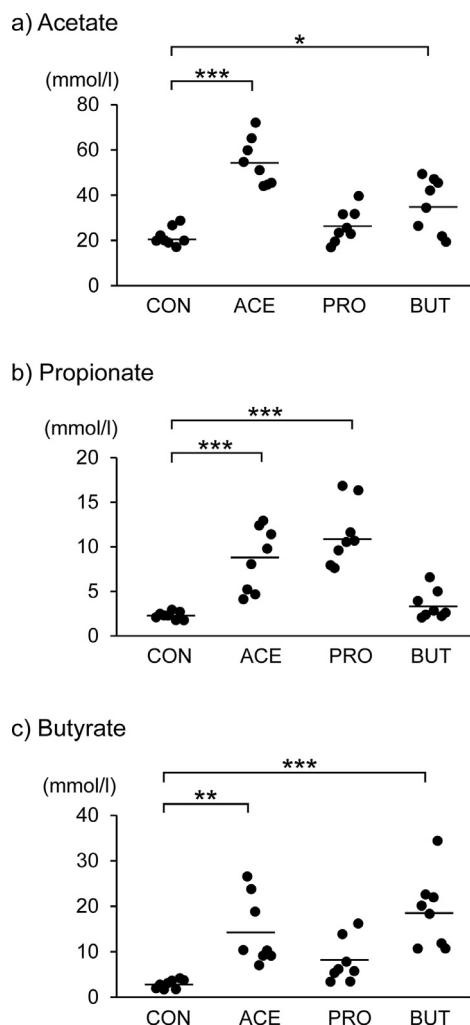 a) Acetate
*
(mmol/l)
***
80
60
40
20
0
CON ACE PRO BUT
b) Propionate
(mmol/l)
***
***
20
15
10
5
0
CON ACE PRO BUT
c) Butyrate
***
(mmol/l)
**
40
30
20
10
0
CON ACE PRO BUT